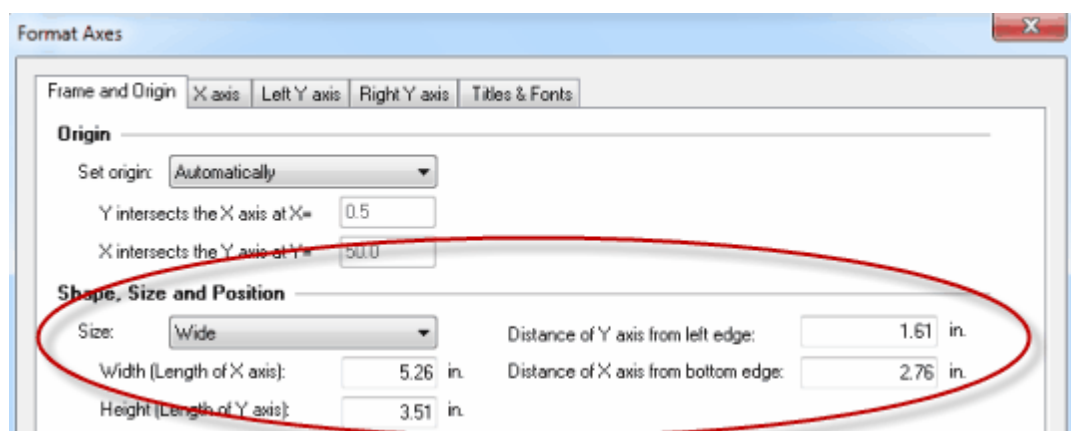 Format Axes
Frame and Origin X axis Left Y axis Right Y axis Titles & Fonts
Origin
Set origin: Automatically
Y intersects the X axis at X= 0.5
X intersects the Y axis at Y= 50.0
Shape, Size and Position
Size: Wide Distance of Y axis from left edge: 1.61 in.
Width (Length of X axis): 5.26 in. Distance of X axis from bottom edge: 2.76 in.
Height (Length of Y axis): 3.51 in.